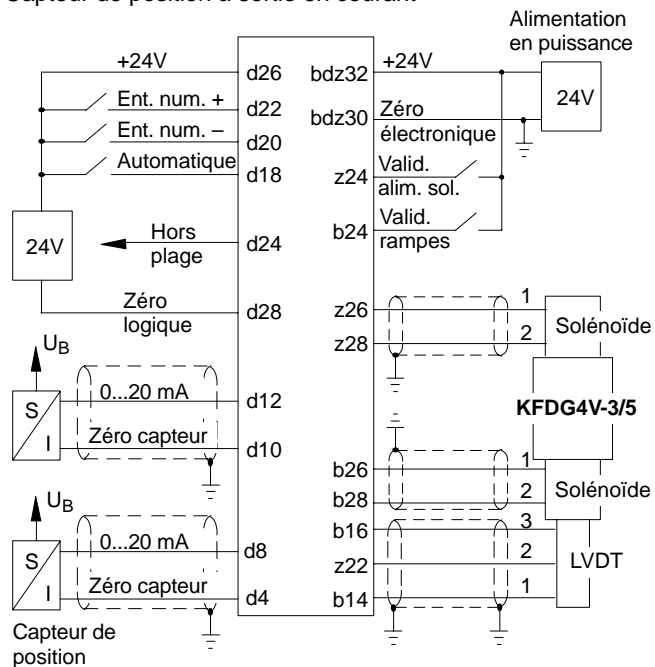 Capteur de position à sortie en courant
Alimentation
en puissance
+24V
d26
bdz32
+24V
Ent. num. +
d22
24V
Ent. num. –
d20
bdz30
Zéro
électronique
Automatique
d18
z24
Valid.
alim. sol.
24V
Hors
plage
d24
b24
Valid.
rampes
Zéro
logique
d28
z26
1
Solénoïde
z28
2
UB
S
I
0...20 mA
d12
KFDG4V-3/5
Zéro capteur
d10
b26
1
Solénoïde
b28
2
UB
S
I
0...20 mA
d8
b16
3
LVDT
z22
2
Zéro capteur
d4
b14
1
Capteur de
position